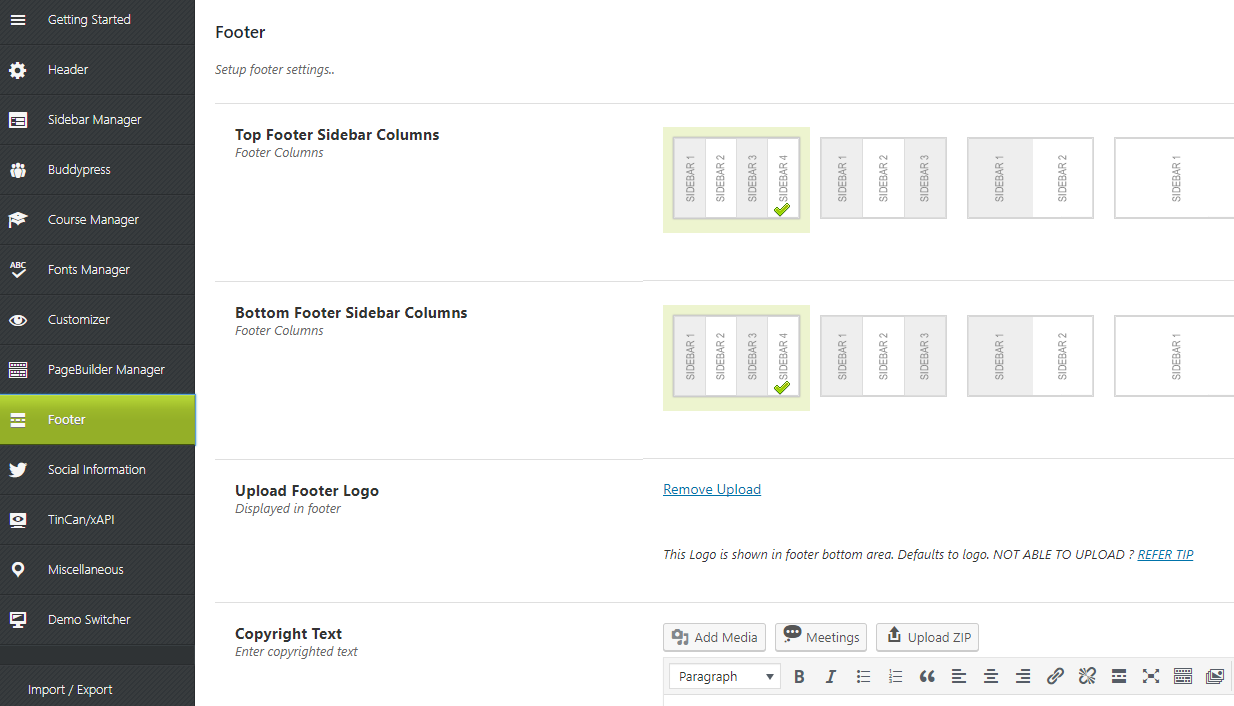 Getting Started
Header
Sidebar Manager
Buddypress
Course Manager
ABC
Fonts Manager
Customizer
PageBuilder Manager
Footer
Social Information
TinCan/xAPI
Miscellaneous
Demo Switcher
Import / Export
Footer
Setup footer settings..
Top Footer Sidebar Columns
Footer Columns
SIDEBAR 1
SIDEBAR 2
SIDEBAR 3
SIDEBAR 4
SIDEBAR 1
SIDEBAR 2
SIDEBAR 3
SIDEBAR 1
SIDEBAR 2
SIDEBAR 1
Bottom Footer Sidebar Columns
Footer Columns
SIDEBAR 1
SIDEBAR 2
SIDEBAR 3
SIDEBAR 4
SIDEBAR 1
SIDEBAR 2
SIDEBAR 3
SIDEBAR 1
SIDEBAR 2
SIDEBAR 1
Upload Footer Logo
Displayed in footer
Remove Upload
This Logo is shown in footer bottom area. Defaults to logo. NOT ABLE TO UPLOAD ? REFER TIP
Copyright Text
Enter copyrighted text
Add Media Meetings Upload ZIP
Paragraph B I